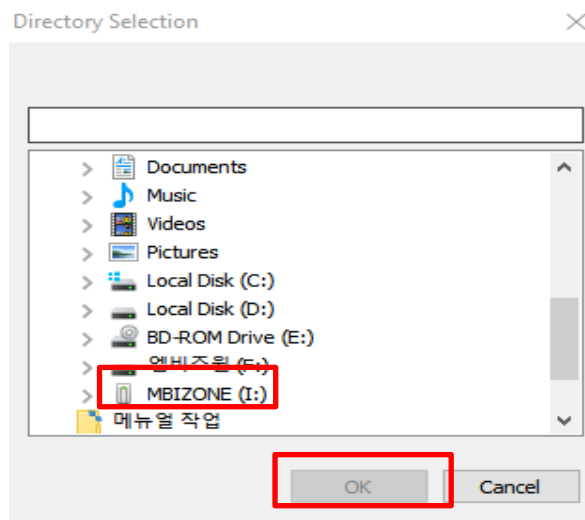 Directory Selection
Documents
Music
Videos
Pictures
Local Disk (C:)
Local Disk (D:)
BD-ROM Drive (E:)
엠비즈원 (F:)
MBIZONE (I:)
메뉴얼 작업
OK
Cancel